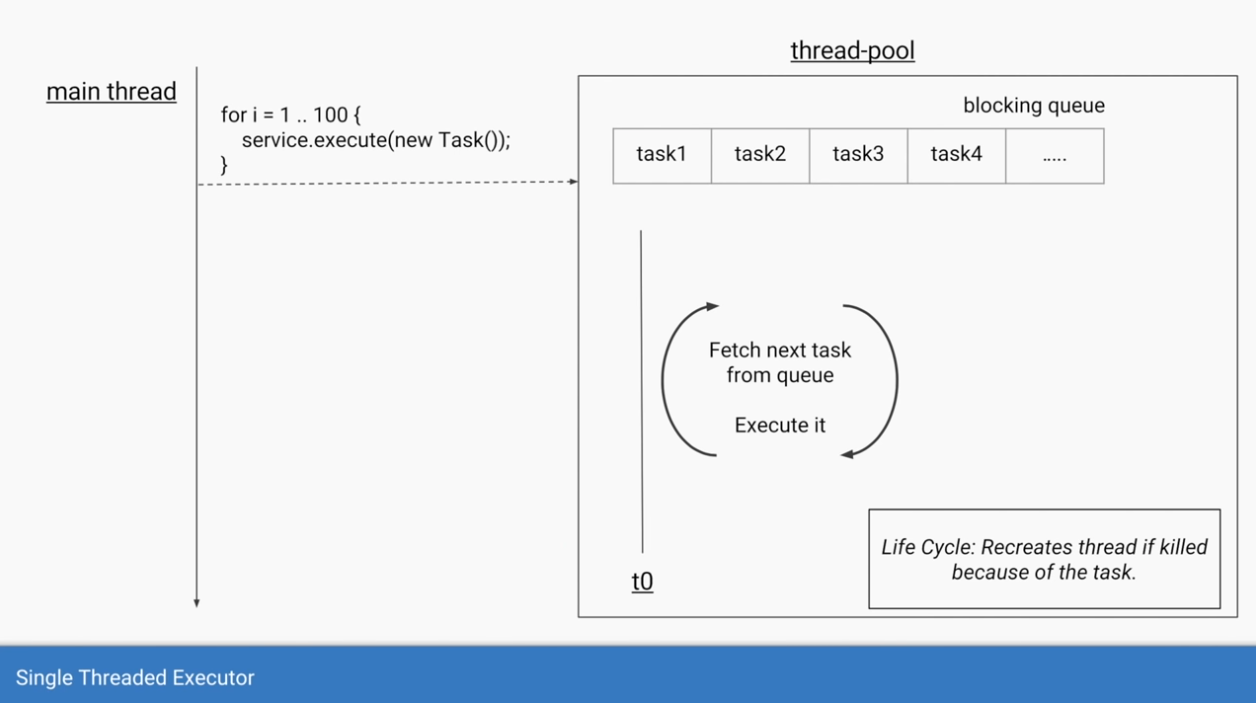 thread-pool
main thread
for i = 1 .. 100 {
service.execute(new Task());
}
blocking queue
task1 task2 task3 task4 .....
Fetch next task
from queue
Execute it
Life Cycle: Recreates thread if killed
because of the task.
t0
Single Threaded Executor